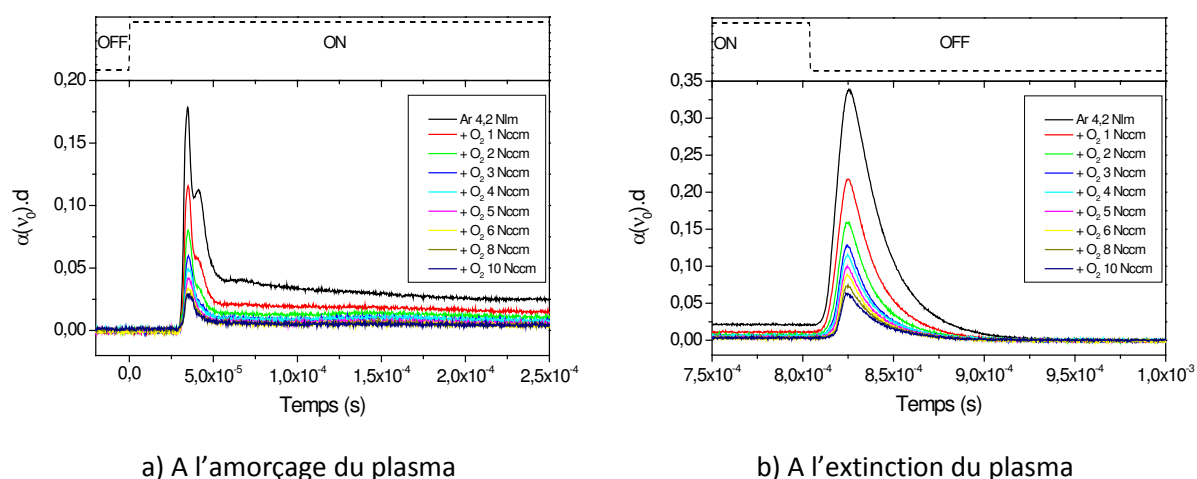 OFF
ON
0,20
0,15
0,10
0,05
0,00
α(ν₀).d
Ar 4,2 Nlm
+ O₂ 1 Nccm
+ O₂ 2 Nccm
+ O₂ 3 Nccm
+ O₂ 4 Nccm
+ O₂ 5 Nccm
+ O₂ 6 Nccm
+ O₂ 8 Nccm
+ O₂ 10 Nccm
0,0 5,0x10⁻⁵ 1,0x10⁻⁴ 1,5x10⁻⁴ 2,0x10⁻⁴ 2,5x10⁻⁴
Temps (s)
a) A l’amorçage du plasma
ON
OFF
0,35
0,30
0,25
0,20
0,15
0,10
0,05
0,00
α(ν₀).d
Ar 4,2 Nlm
+ O₂ 1 Nccm
+ O₂ 2 Nccm
+ O₂ 3 Nccm
+ O₂ 4 Nccm
+ O₂ 5 Nccm
+ O₂ 6 Nccm
+ O₂ 8 Nccm
+ O₂ 10 Nccm
7,5x10⁻⁴ 8,0x10⁻⁴ 8,5x10⁻⁴ 9,0x10⁻⁴ 9,5x10⁻⁴ 1,0x10⁻³
Temps (s)
b) A l’extinction du plasma